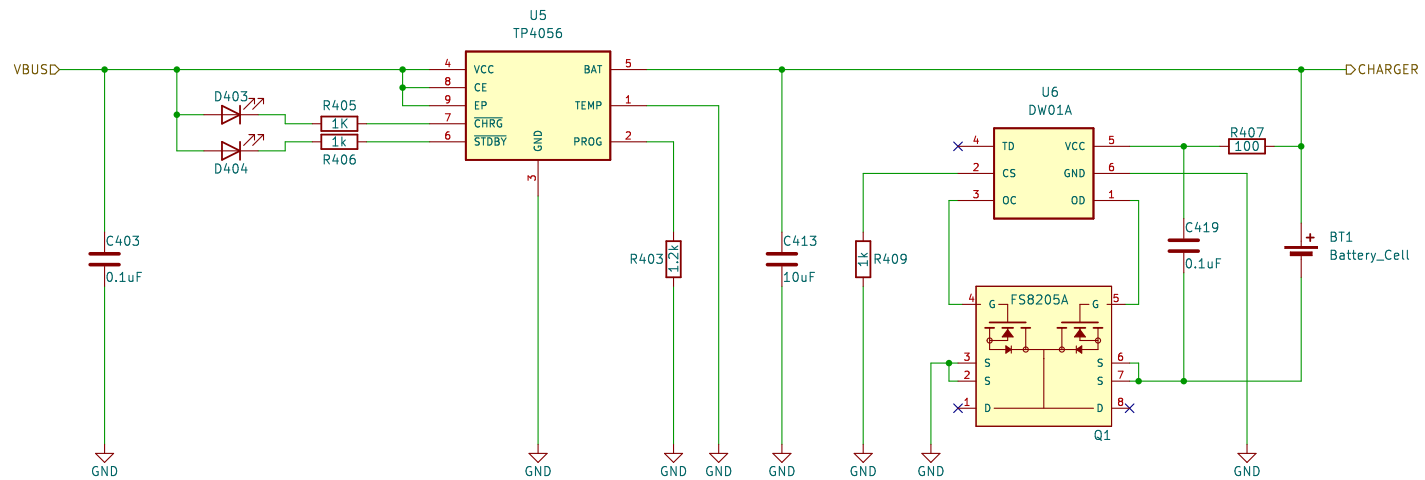 U5
TP4056
VBUS
4 VCC
BAT 5
CHARGER
8 CE
9 EP
TEMP 1
7 CHRG
6 STDBY
PROG 2
GND
3
D403
R405
1K
1k
R406
D404
U6
DW01A
4 TD
VCC 5
2 CS
GND 6
3 OC
OD 1
R407
100
C403
0.1uF
R403
1.2k
C413
10uF
1k
R409
C419
0.1uF
+
BT1
Battery_Cell
FS8205A
4 G
G 5
3 S
S 6
2 S
S 7
1 D
D 8
Q1
GND
GND
GND
GND
GND
GND
GND
GND